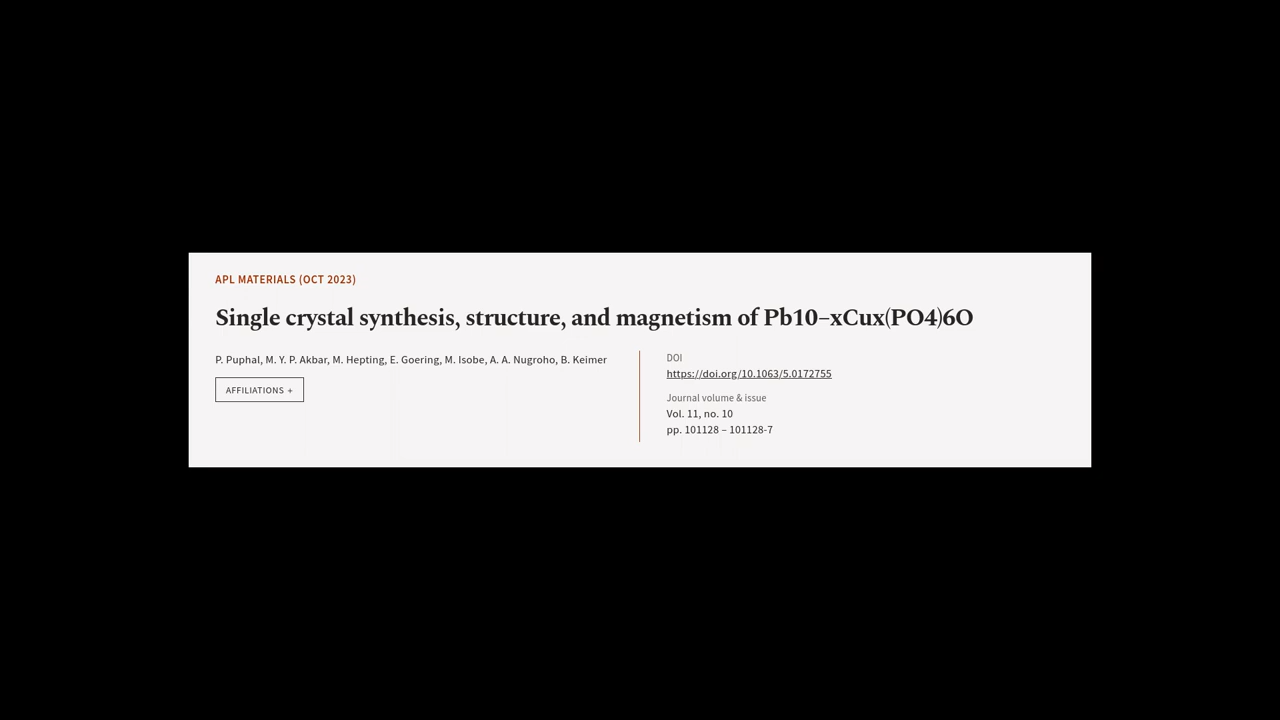 APL MATERIALS (OCT 2023)
Single crystal synthesis, structure, and magnetism of Pb10−xCux(PO4)6O
P. Puphal, M. Y. P. Akbar, M. Hepting, E. Goering, M. Isobe, A. A. Nugroho, B. Keimer
AFFILIATIONS +
DOI
https://doi.org/10.1063/5.0172755
Journal volume & issue
Vol. 11, no. 10
pp. 101128 – 101128-7